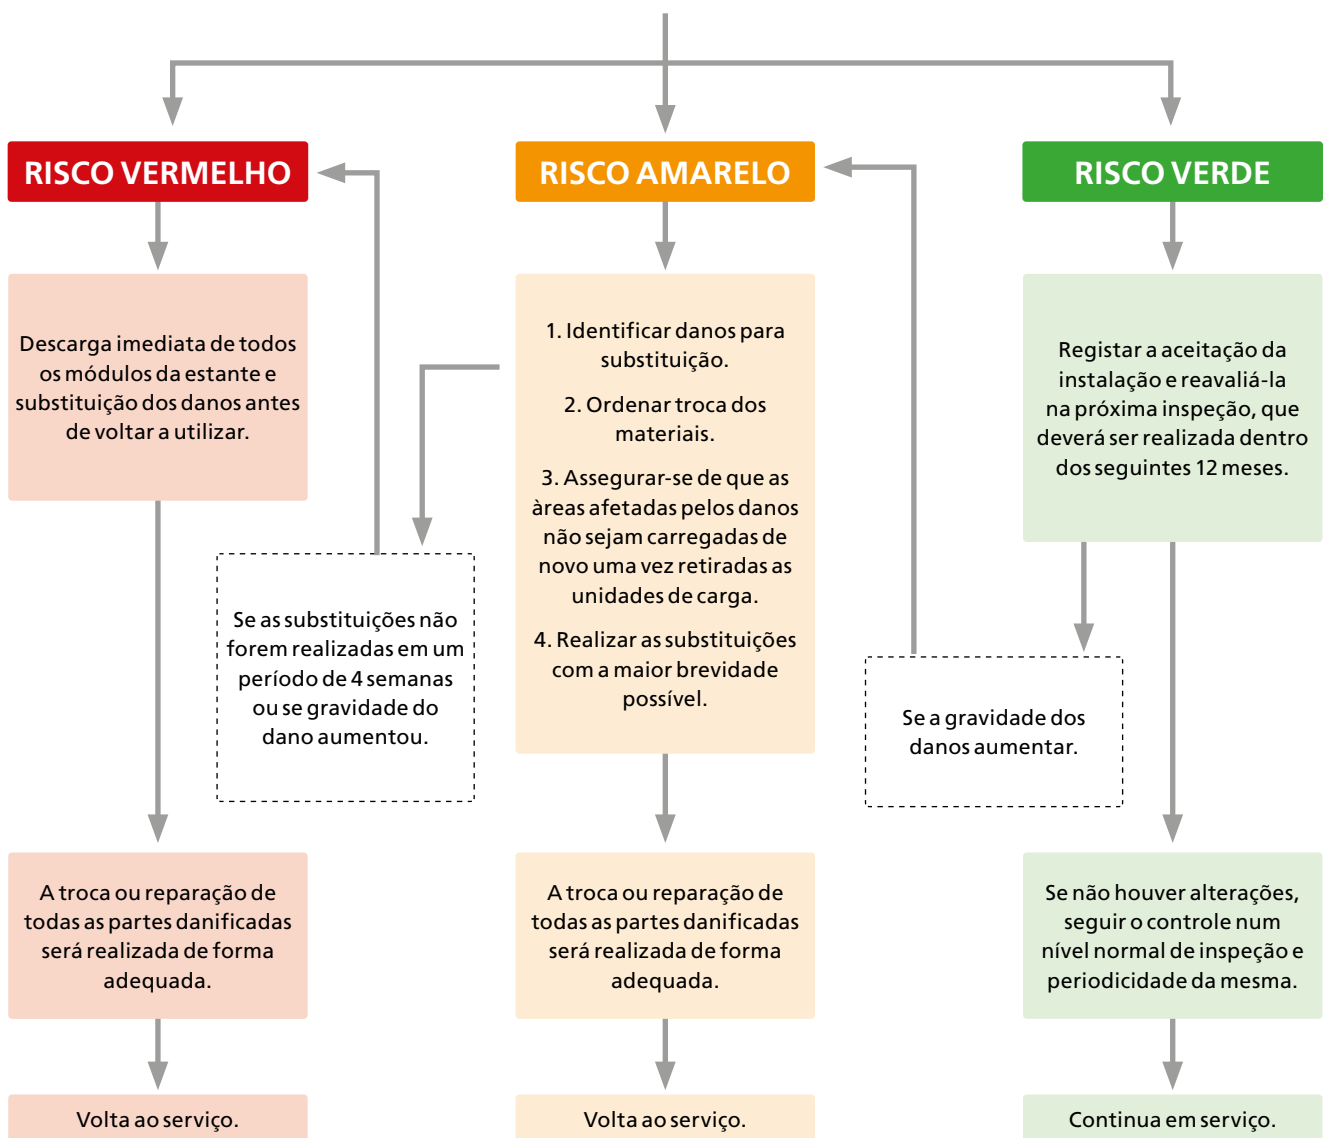 RISCO VERMELHO
RISCO AMARELO
RISCO VERDE
Descarga imediata de todos
os módulos da estante e
substituição dos danos antes
de voltar a utilizar.
1. Identificar danos para
substituição.
2. Ordenar troca dos
materiais.
3. Assegurar-se de que as
àreas afetadas pelos danos
não sejam carregadas de
novo uma vez retiradas as
unidades de carga.
4. Realizar as substituições
com a maior brevidade
possível.
Registar a aceitação da
instalação e reavaliá-la
na próxima inspeção, que
deverá ser realizada dentro
dos seguintes 12 meses.
Se as substituições não
forem realizadas em um
período de 4 semanas
ou se gravidade do
dano aumentou.
Se a gravidade dos
danos aumentar.
A troca ou reparação de
todas as partes danificadas
será realizada de forma
adequada.
A troca ou reparação de
todas as partes danificadas
será realizada de forma
adequada.
Se não houver alterações,
seguir o controle num
nível normal de inspeção e
periodicidade da mesma.
Volta ao serviço.
Volta ao serviço.
Continua em serviço.